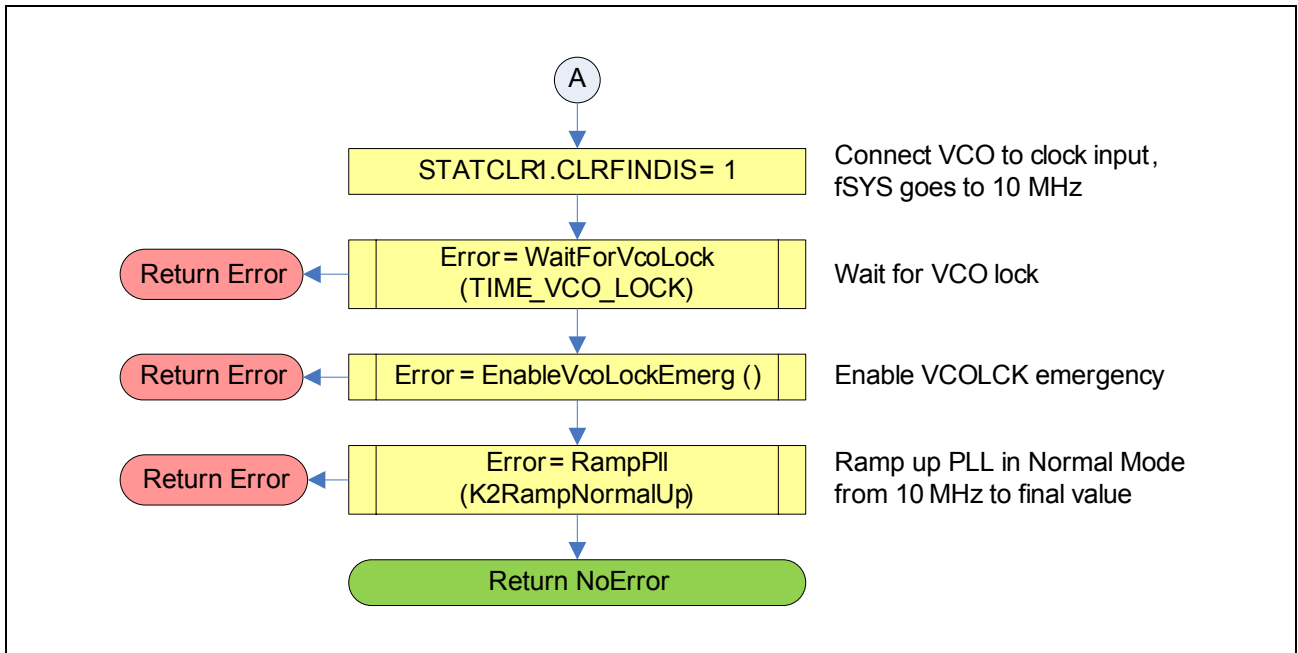 A
STATCLR1.CLRFINDIS= 1
Connect VCO to clock input,
fSYS goes to 10 MHz
Return Error
Error= WaitForVcoLock
(TIME_VCO_LOCK)
Wait for VCO lock
Return Error
Error = EnableVcoLockEmerg ()
Enable VCOLCK emergency
Return Error
Error= RampPll
(K2RampNormalUp)
Ramp up PLL in Normal Mode
from 10 MHz to final value
Return NoError